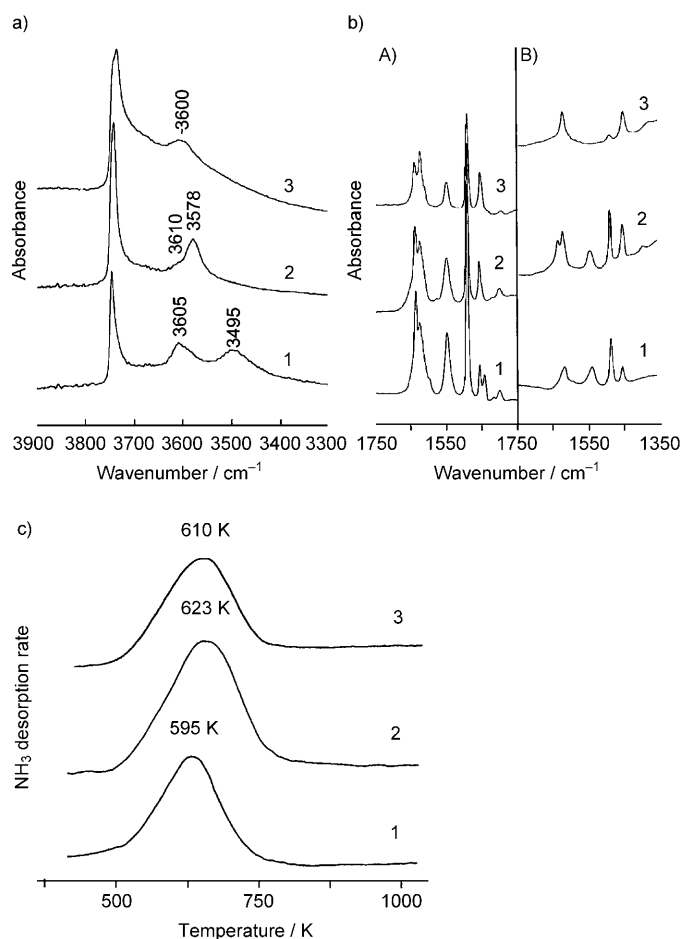 a)
Absorbance
3600
3
3610
3578
2
3605
3495
1
3900 3800 3700 3600 3500 3400 3300
Wavenumber / cm⁻¹
b)
A)
B)
Absorbance
3
3
2
2
1
1
1750 1550 1750 1550 1350
Wavenumber / cm⁻¹
c)
NH₃ desorption rate
610 K
3
623 K
2
595 K
1
500 750 1000
Temperature / K